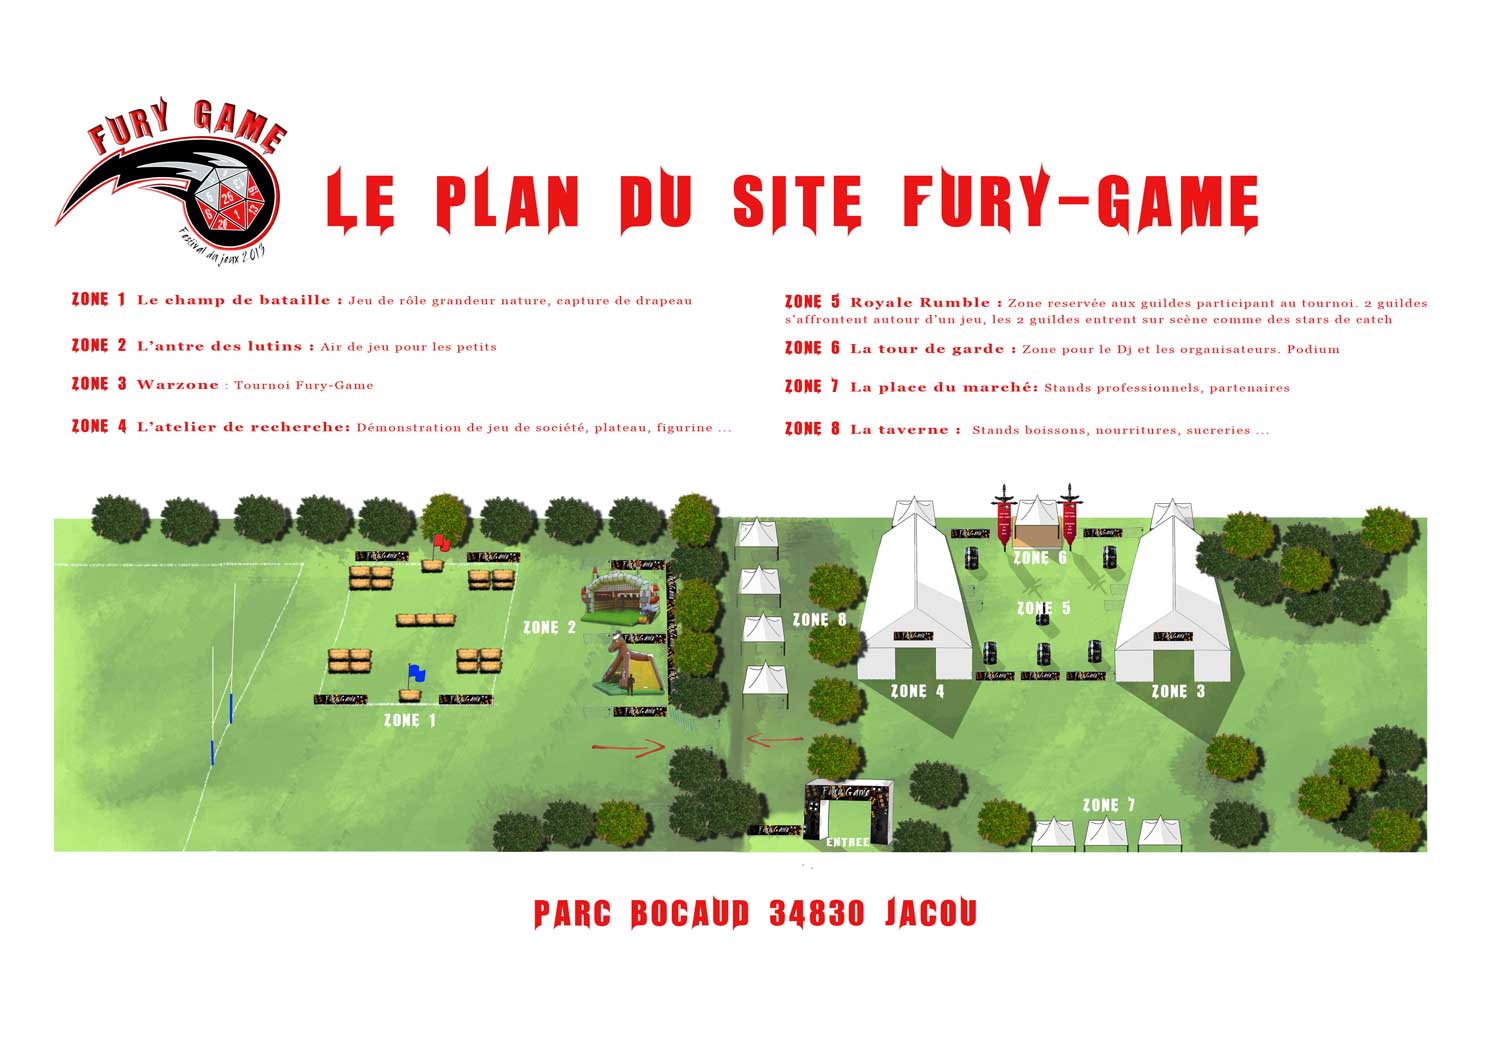 FURY GAME
Festival du jeux 2013
LE PLAN DU SITE FURY-GAME
ZONE 1 Le champ de bataille : Jeu de rôle grandeur nature, capture de drapeau
ZONE 2 L'antre des lutins : Air de jeu pour les petits
ZONE 3 Warzone : Tournoi Fury-Game
ZONE 4 L'atelier de recherche: Démonstration de jeu de société, plateau, figurine ...
ZONE 5 Royale Rumble : Zone reservée aux guildes participant au tournoi. 2 guildes
s'affrontent autour d'un jeu, les 2 guildes entrent sur scène comme des stars de catch
ZONE 6 La tour de garde : Zone pour le Dj et les organisateurs. Podium
ZONE 7 La place du marché: Stands professionnels, partenaires
ZONE 8 La taverne : Stands boissons, nourritures, sucreries ...
ZONE 6
ZONE 5
ZONE 2
ZONE 8
ZONE 4
ZONE 3
ZONE 1
Fury Game
ZONE 7
ENTREE
PARC BOCAUD 34830 JACOU